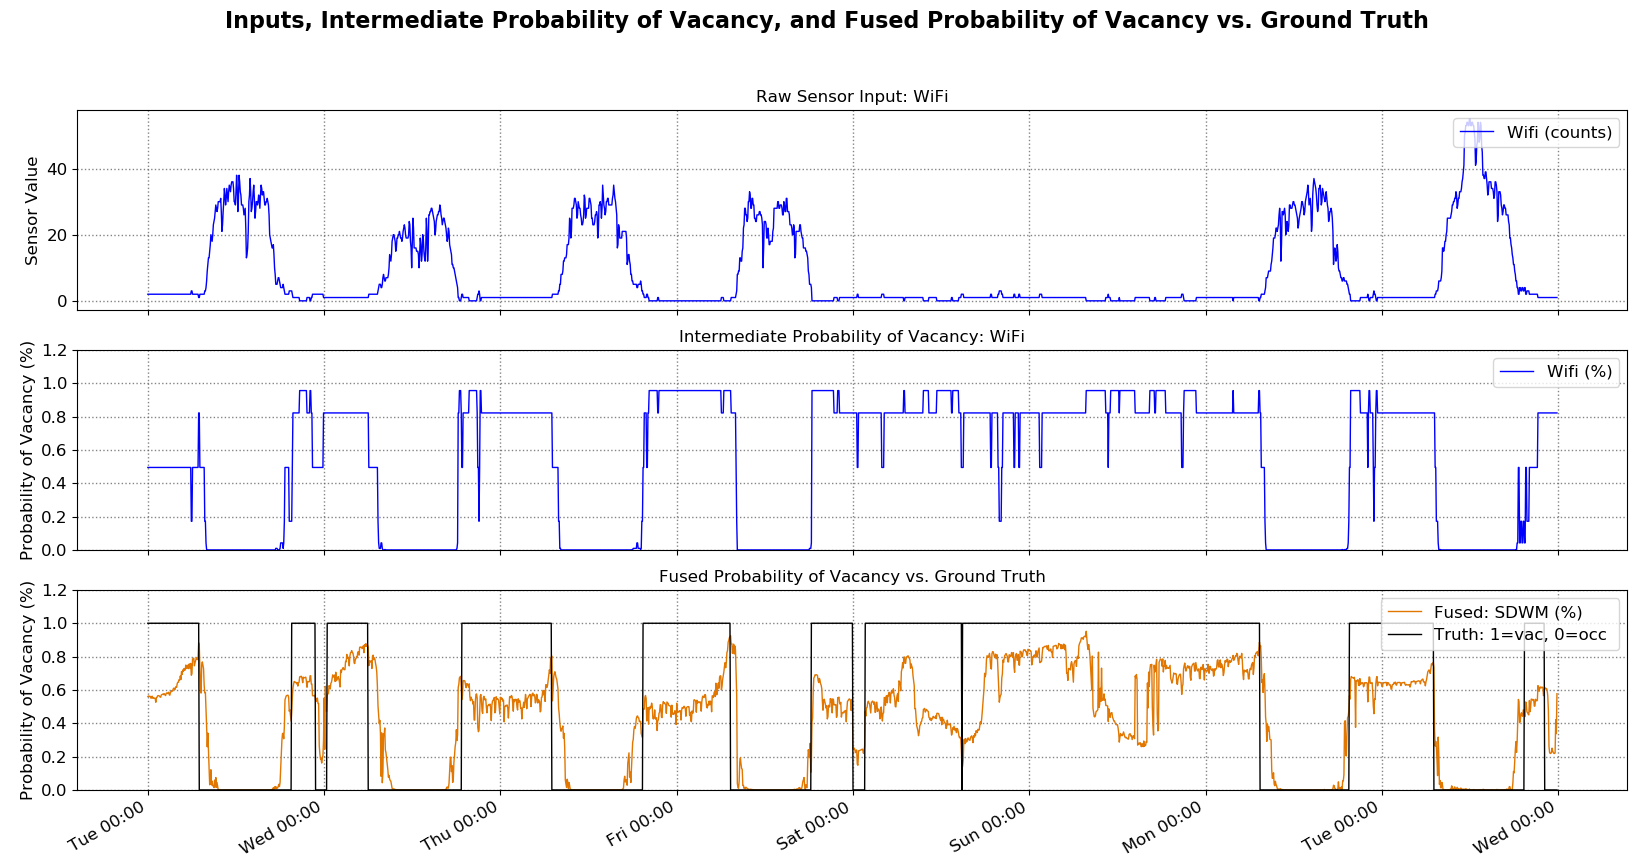 Inputs, Intermediate Probability of Vacancy, and Fused Probability of Vacancy vs. Ground Truth
Raw Sensor Input: WiFi
Sensor Value
40
20
0
Wifi (counts)
Intermediate Probability of Vacancy: WiFi
Probability of Vacancy (%)
1.2
1.0
0.8
0.6
0.4
0.2
0.0
Wifi (%)
Fused Probability of Vacancy vs. Ground Truth
Probability of Vacancy (%)
1.2
1.0
0.8
0.6
0.4
0.2
0.0
Fused: SDWM (%)
Truth: 1=vac, 0=occ
Tue 00:00
Wed 00:00
Thu 00:00
Fri 00:00
Sat 00:00
Sun 00:00
Mon 00:00
Tue 00:00
Wed 00:00